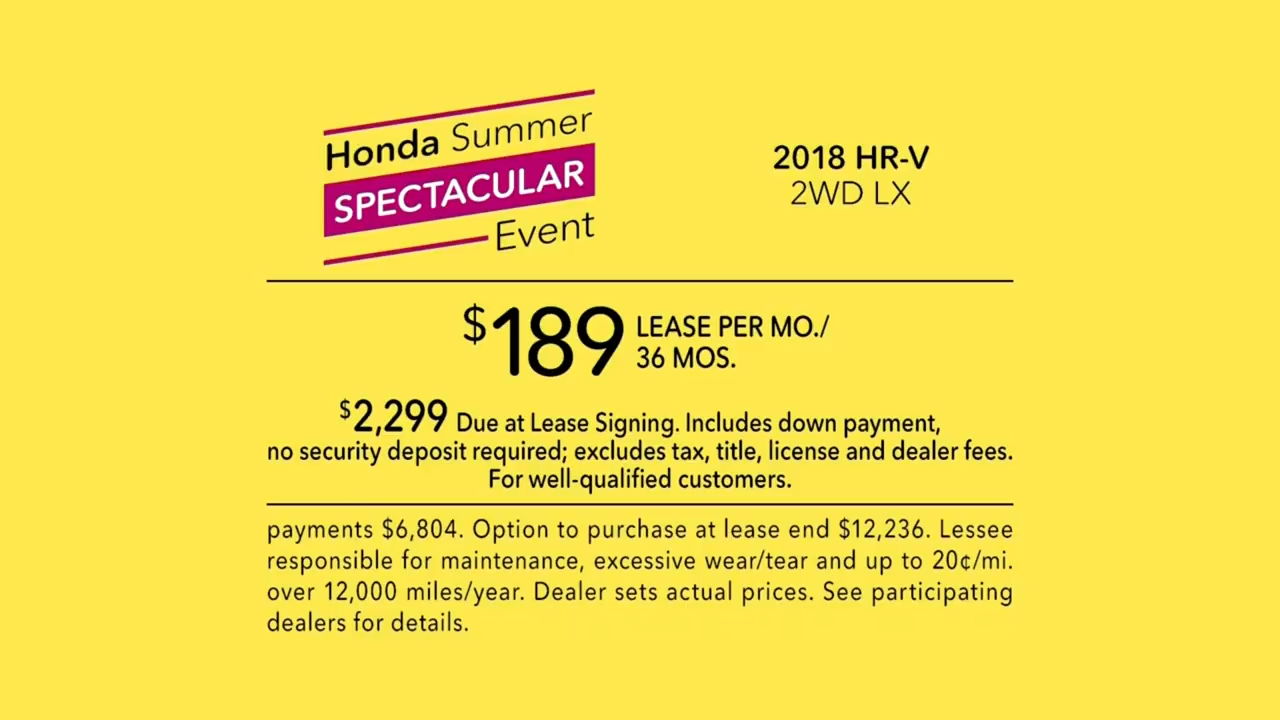 Honda Summer
SPECTACULAR
Event
2018 HR-V
2WD LX
$189 LEASE PER MO./
36 MOS.
$2,299 Due at Lease Signing. Includes down payment,
no security deposit required; excludes tax, title, license and dealer fees.
For well-qualified customers.
payments $6,804. Option to purchase at lease end $12,236. Lessee
responsible for maintenance, excessive wear/tear and up to 20¢/mi.
over 12,000 miles/year. Dealer sets actual prices. See participating
dealers for details.